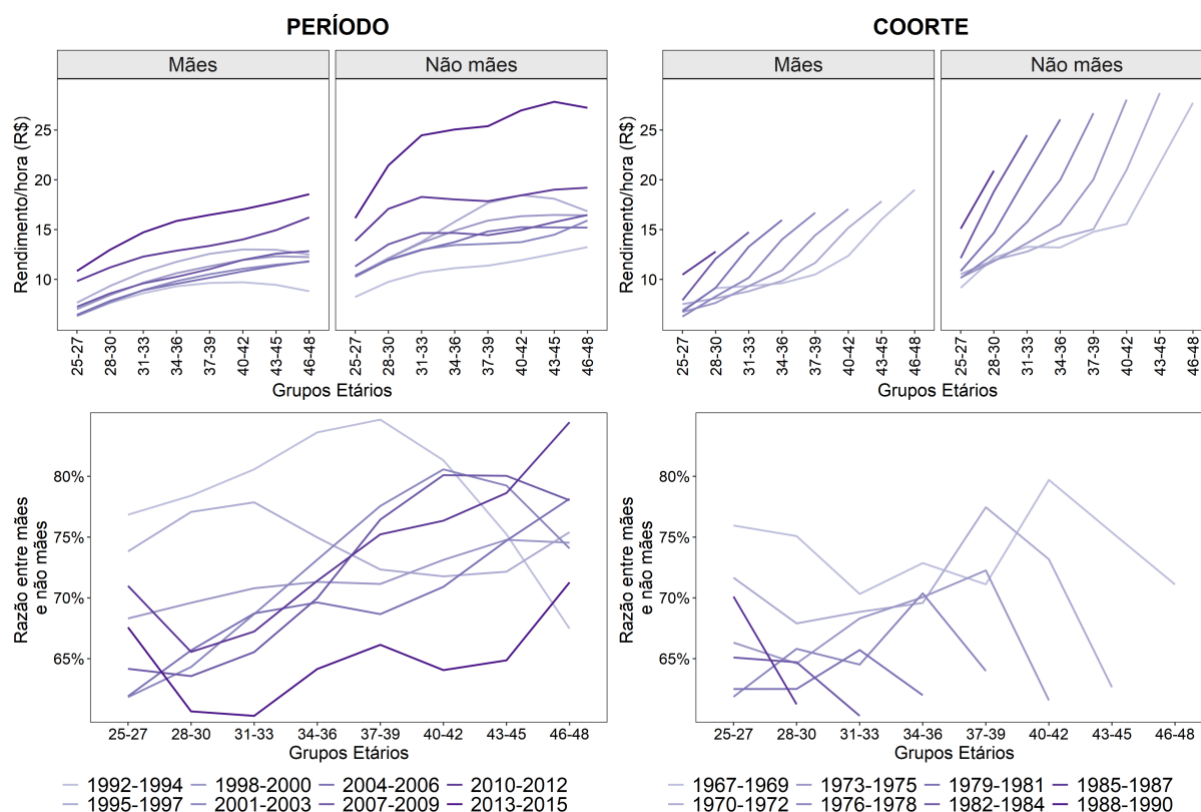 PERÍODO
COORTE
Mães
Não mães
Mães
Não mães
Rendimento/hora (R$)
25
20
15
10
25-27
28-30
31-33
34-36
37-39
40-42
43-45
46-48
25-27
28-30
31-33
34-36
37-39
40-42
43-45
46-48
Grupos Etários
Rendimento/hora (R$)
25
20
15
10
25-27
28-30
31-33
34-36
37-39
40-42
43-45
46-48
25-27
28-30
31-33
34-36
37-39
40-42
43-45
46-48
Grupos Etários
Razão entre mães
e não mães
80%
75%
70%
65%
25-27 28-30 31-33 34-36 37-39 40-42 43-45 46-48
Grupos Etários
Razão entre mães
e não mães
80%
75%
70%
65%
25-27 28-30 31-33 34-36 37-39 40-42 43-45 46-48
Grupos Etários
1992-1994 1998-2000 2004-2006 2010-2012
1995-1997 2001-2003 2007-2009 2013-2015
1967-1969 1973-1975 1979-1981 1985-1987
1970-1972 1976-1978 1982-1984 1988-1990